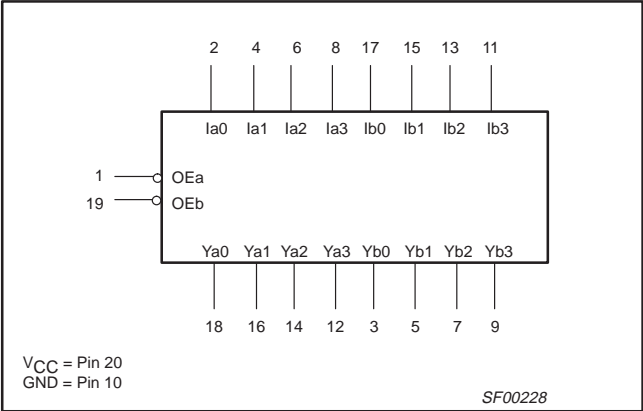 2 4 6 8 17 15 13 11
Ia0 Ia1 Ia2 Ia3 Ib0 Ib1 Ib2 Ib3
1 OEa
19 OEb
Ya0 Ya1 Ya2 Ya3 Yb0 Yb1 Yb2 Yb3
18 16 14 12 3 5 7 9
VCC = Pin 20
GND = Pin 10
SF00228